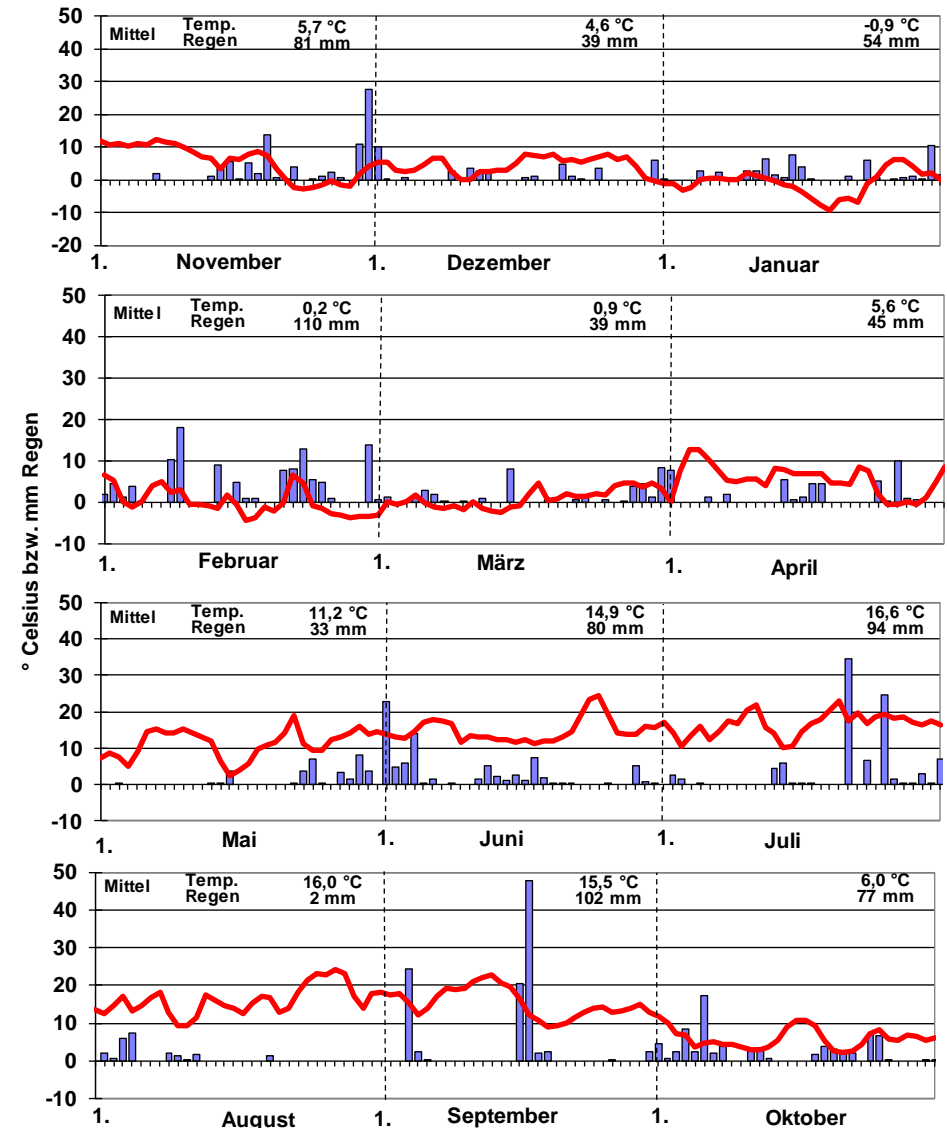 50
Mittel Temp. 5,7 °C 4,6 °C -0,9 °C
Regen 81 mm 39 mm 54 mm
40
30
20
10
0
-10
-20
1. November 1. Dezember 1. Januar
50
Mittel Temp. 0,2 °C 0,9 °C 5,6 °C
Regen 110 mm 39 mm 45 mm
40
30
20
10
0
-10
1. Februar 1. März 1. April
° Celsius bzw. mm Regen
50
Mittel Temp. 11,2 °C 14,9 °C 16,6 °C
Regen 33 mm 80 mm 94 mm
40
30
20
10
0
-10
1. Mai 1. Juni 1. Juli
50
Mittel Temp. 16,0 °C 15,5 °C 6,0 °C
Regen 2 mm 102 mm 77 mm
40
30
20
10
0
-10
1. August 1. September 1. Oktober